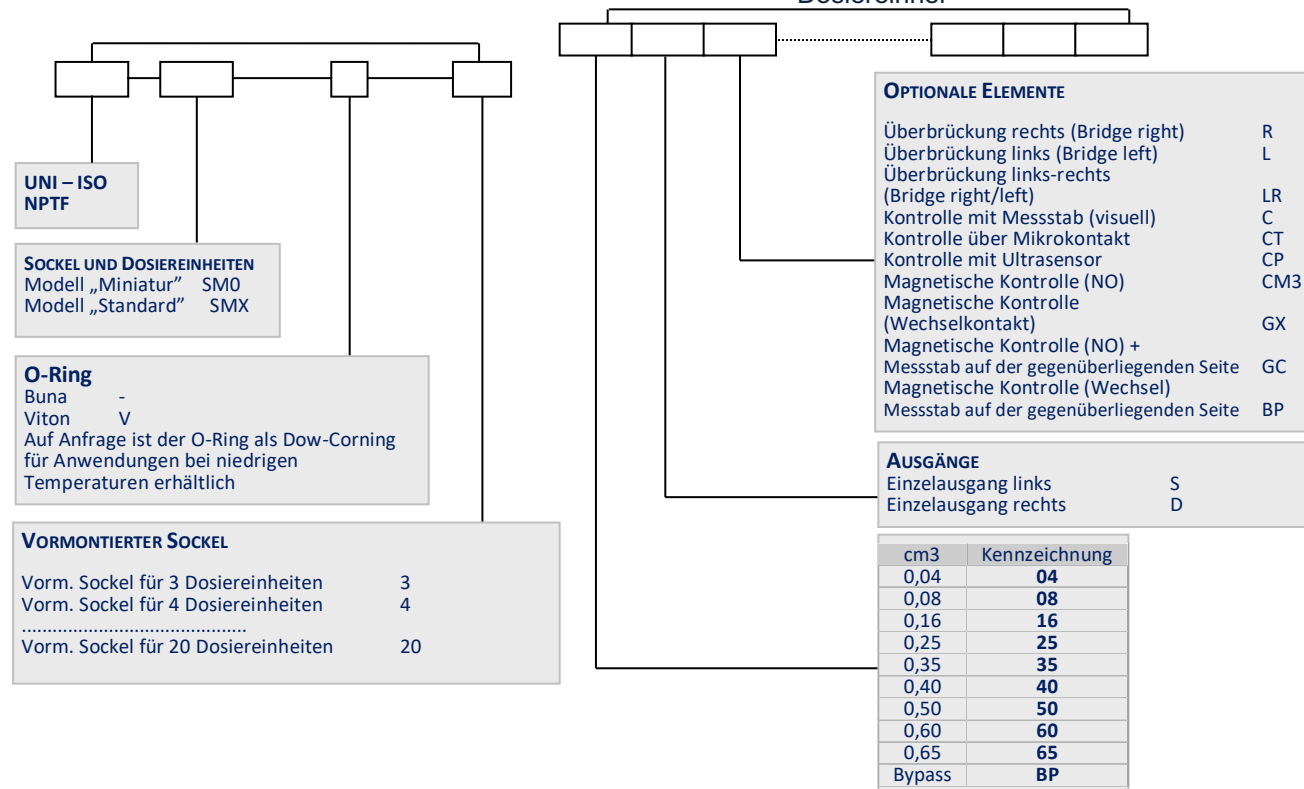 UNI – ISO
NPTF
SOCKEL UND DOSIEREINHEITEN
Modell „Miniatur” SM0
Modell „Standard” SMX
O-Ring
Buna -
Viton V
Auf Anfrage ist der O-Ring als Dow-Corning
für Anwendungen bei niedrigen
Temperaturen erhältlich
VORMONTIERTER SOCKEL
Vorm. Sockel für 3 Dosiereinheiten 3
Vorm. Sockel für 4 Dosiereinheiten 4
............................................
Vorm. Sockel für 20 Dosiereinheiten 20
OPTIONALE ELEMENTE
Überbrückung rechts (Bridge right) R
Überbrückung links (Bridge left) L
Überbrückung links-rechts
(Bridge right/left) LR
Kontrolle mit Messstab (visuell) C
Kontrolle über Mikrokontakt CT
Kontrolle mit Ultrasensor CP
Magnetische Kontrolle (NO) CM3
Magnetische Kontrolle
(Wechselkontakt) GX
Magnetische Kontrolle (NO) +
Messstab auf der gegenüberliegenden Seite GC
Magnetische Kontrolle (Wechsel)
Messstab auf der gegenüberliegenden Seite BP
AUSGÄNGE
Einzelausgang links S
Einzelausgang rechts D
cm3 Kennzeichnung
0,04 04
0,08 08
0,16 16
0,25 25
0,35 35
0,40 40
0,50 50
0,60 60
0,65 65
Bypass BP